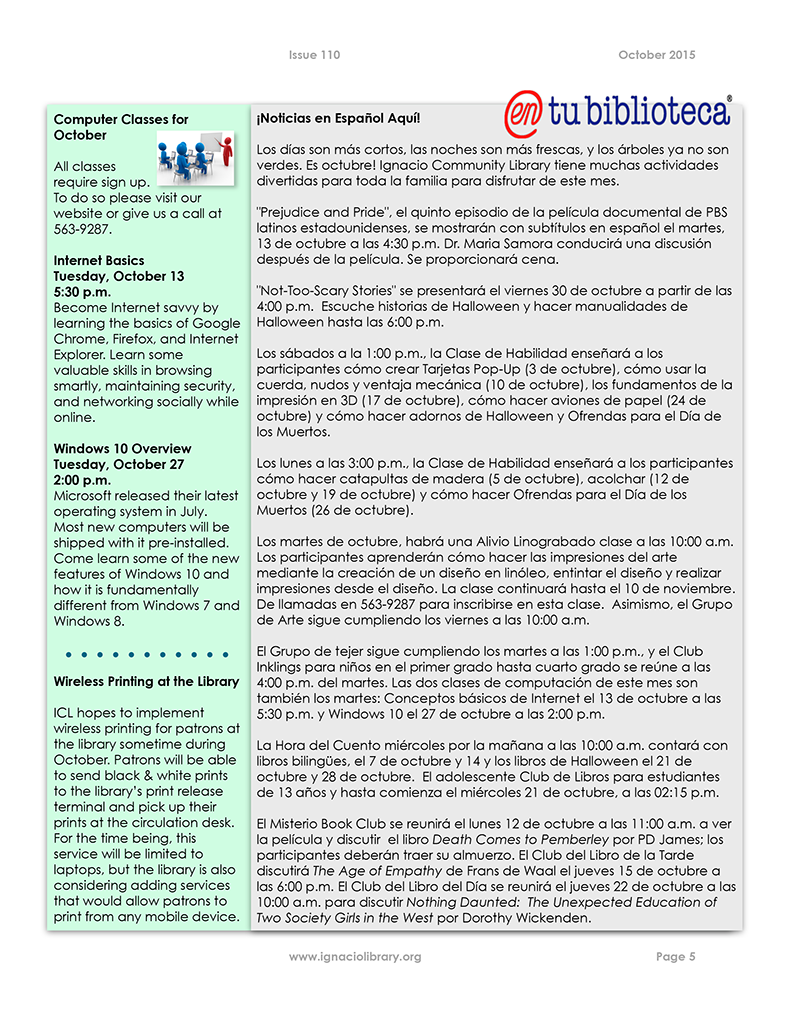 Issue 110
October 2015
Computer Classes for
October
All classes
require sign up.
To do so please visit our
website or give us a call at
563-9287.
Internet Basics
Tuesday, October 13
5:30 p.m.
Become Internet savvy by
learning the basics of Google
Chrome, Firefox, and Internet
Explorer. Learn some
valuable skills in browsing
smartly, maintaining security,
and networking socially while
online.
Windows 10 Overview
Tuesday, October 27
2:00 p.m.
Microsoft released their latest
operating system in July.
Most new computers will be
shipped with it pre-installed.
Come learn some of the new
features of Windows 10 and
how it is fundamentally
different from Windows 7 and
Windows 8.
Wireless Printing at the Library
ICL hopes to implement
wireless printing for patrons at
the library sometime during
October. Patrons will be able
to send black & white prints
to the library's print release
terminal and pick up their
prints at the circulation desk.
For the time being, this
service will be limited to
laptops, but the library is also
considering adding services
that would allow patrons to
print from any mobile device.
¡Noticias en Español Aquí!
en tu biblioteca®
Los días son más cortos, las noches son más frescas, y los árboles ya no son
verdes. Es octubre! Ignacio Community Library tiene muchas actividades
divertidas para toda la familia para disfrutar de este mes.
"Prejudice and Pride", el quinto episodio de la película documental de PBS
latinos estadounidenses, se mostrarán con subtítulos en español el martes,
13 de octubre a las 4:30 p.m. Dr. Maria Samora conducirá una discusión
después de la película. Se proporcionará cena.
"Not-Too-Scary Stories" se presentará el viernes 30 de octubre a partir de las
4:00 p.m. Escuche historias de Halloween y hacer manualidades de
Halloween hasta las 6:00 p.m.
Los sábados a la 1:00 p.m., la Clase de Habilidad enseñará a los
participantes cómo crear Tarjetas Pop-Up (3 de octubre), cómo usar la
cuerda, nudos y ventaja mecánica (10 de octubre), los fundamentos de la
impresión en 3D (17 de octubre), cómo hacer aviones de papel (24 de
octubre) y cómo hacer adornos de Halloween y Ofrendas para el Día de
los Muertos.
Los lunes a las 3:00 p.m., la Clase de Habilidad enseñará a los participantes
cómo hacer catapultas de madera (5 de octubre), acolchar (12 de
octubre y 19 de octubre) y cómo hacer Ofrendas para el Día de los
Muertos (26 de octubre).
Los martes de octubre, habrá una Alivio Linograbado clase a las 10:00 a.m.
Los participantes aprenderán cómo hacer las impresiones del arte
mediante la creación de un diseño en linóleo, entintar el diseño y realizar
impresiones desde el diseño. La clase continuará hasta el 10 de noviembre.
De llamadas en 563-9287 para inscribirse en esta clase. Asimismo, el Grupo
de Arte sigue cumpliendo los viernes a las 10:00 a.m.
El Grupo de tejer sigue cumpliendo los martes a las 1:00 p.m., y el Club
Inklings para niños en el primer grado hasta cuarto grado se reúne a las
4:00 p.m. del martes. Las dos clases de computación de este mes son
también los martes: Conceptos básicos de Internet el 13 de octubre a las
5:30 p.m. y Windows 10 el 27 de octubre a las 2:00 p.m.
La Hora del Cuento miércoles por la mañana a las 10:00 a.m. contará con
libros bilingües, el 7 de octubre y 14 y los libros de Halloween el 21 de
octubre y 28 de octubre. El adolescente Club de Libros para estudiantes
de 13 años y hasta comienza el miércoles 21 de octubre, a las 02:15 p.m.
El Misterio Book Club se reunirá el lunes 12 de octubre a las 11:00 a.m. a ver
la película y discutir el libro Death Comes to Pemberley por PD James; los
participantes deberán traer su almuerzo. El Club del Libro de la Tarde
discutirá The Age of Empathy de Frans de Waal el jueves 15 de octubre a
las 6:00 p.m. El Club del Libro del Día se reunirá el jueves 22 de octubre a las
10:00 a.m. para discutir Nothing Daunted: The Unexpected Education of
Two Society Girls in the West por Dorothy Wickenden.
www.ignaciolibrary.org
Page 5